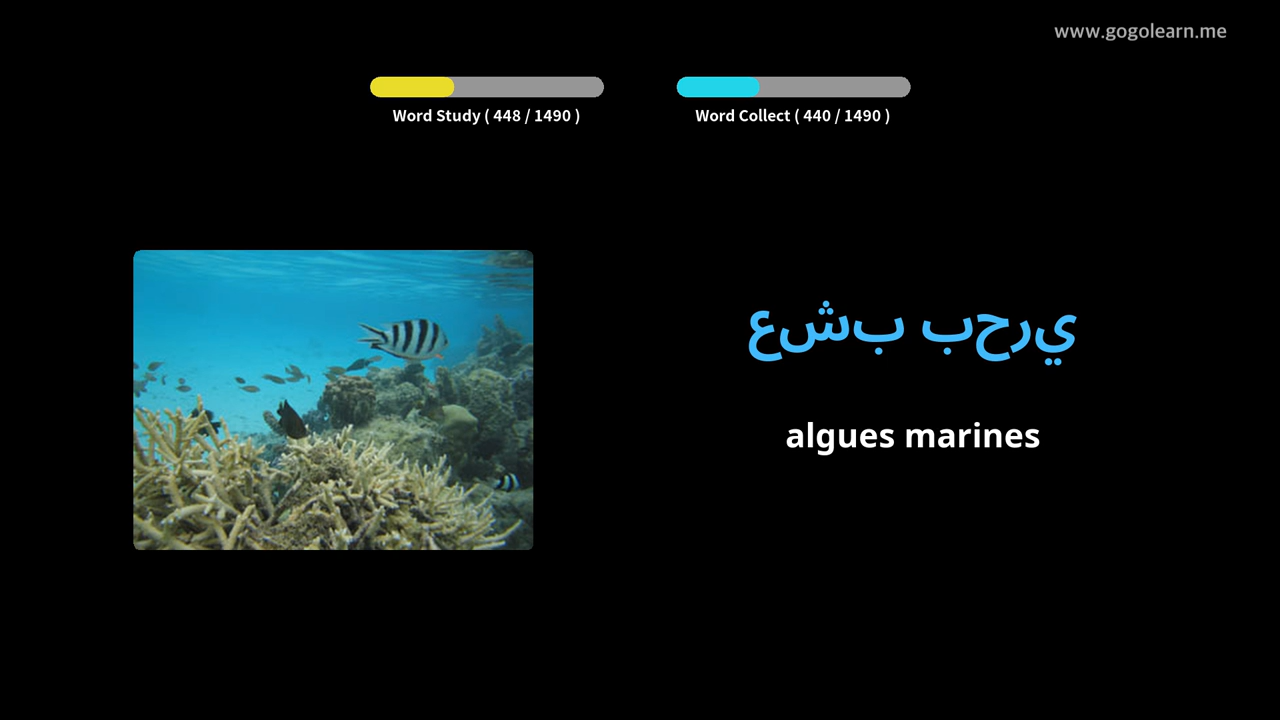 www.gogolearn.me
Word Study ( 448 / 1490 )
Word Collect ( 440 / 1490 )
عشب بحري
algues marines